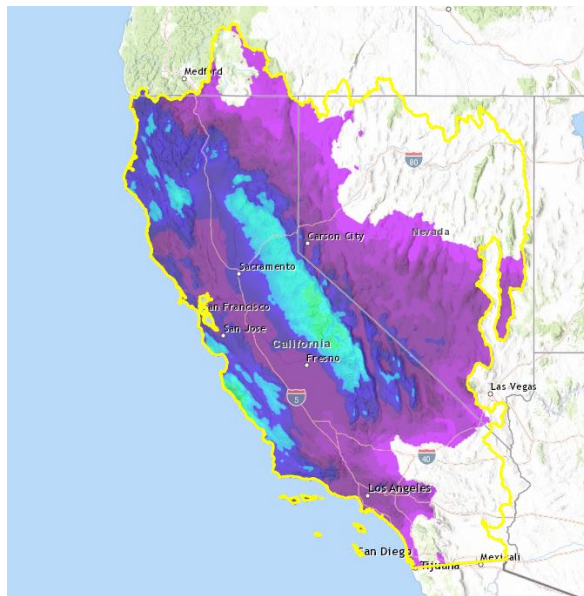 Medford
80
Carson City
Nevada
Sacramento
San Francisco
San Jose
California
Fresno
5
Las Vegas
40
Los Angeles
San Diego
Tijuana
Mexicali